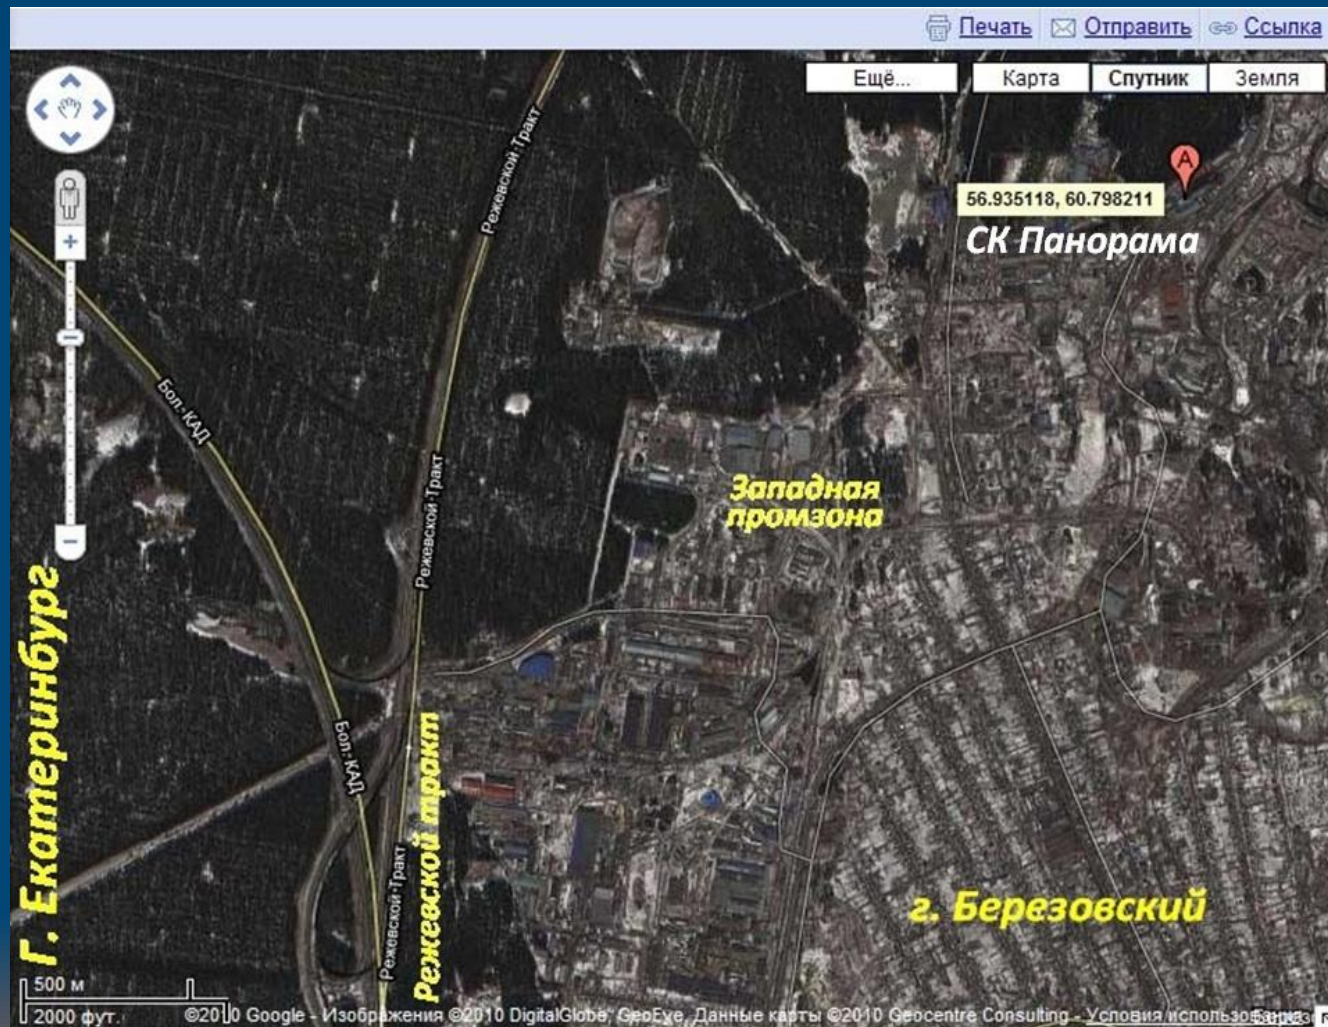 Печать Отправить Ссылка
Ещё... Карта Спутник Земля
A
56.935118, 60.798211
СК Панорама
Режевской-Тракт
Бол.-КАД
Режевской-Тракт
Западная
промзона
Г. Екатеринбург
Бол.-КАД
Режевской тракт
Режевской-Тракт
г. Березовский
500 м
2000 фут.
©2010 Google - Изображения ©2010 DigitalGlobe, GeoEye, Данные карты ©2010 Geocentre Consulting - Условия использования